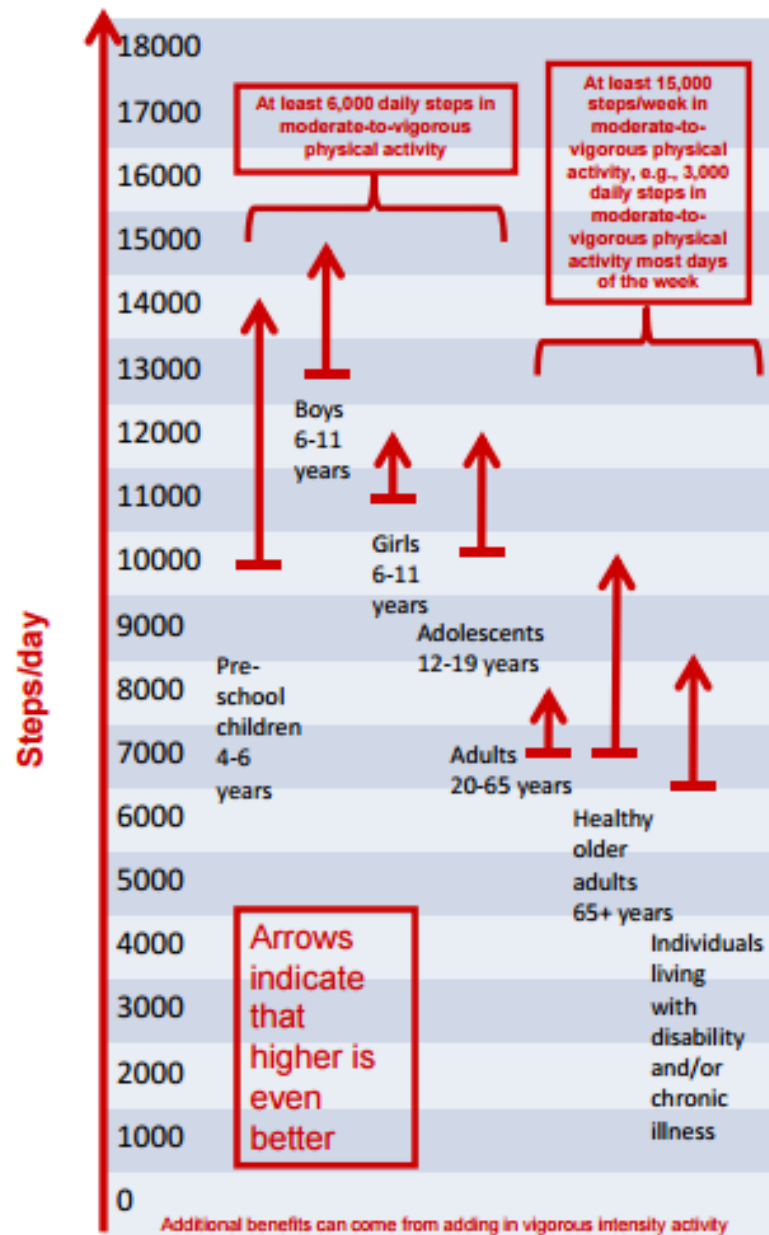 Steps/day
18000
17000
16000
15000
14000
13000
12000
11000
10000
9000
8000
7000
6000
5000
4000
3000
2000
1000
0
At least 6,000 daily steps in
moderate-to-vigorous
physical activity
At least 15,000
steps/week in
moderate-to-
vigorous physical
activity, e.g., 3,000
daily steps in
moderate-to-
vigorous physical
activity most days
of the week
Boys
6-11
years
Girls
6-11
years
Adolescents
12-19 years
Pre-
school
children
4-6
years
Adults
20-65 years
Healthy
older
adults
65+ years
Individuals
living
with
disability
and/or
chronic
illness
Arrows
indicate
that
higher is
even
better
Additional benefits can come from adding in vigorous intensity activity